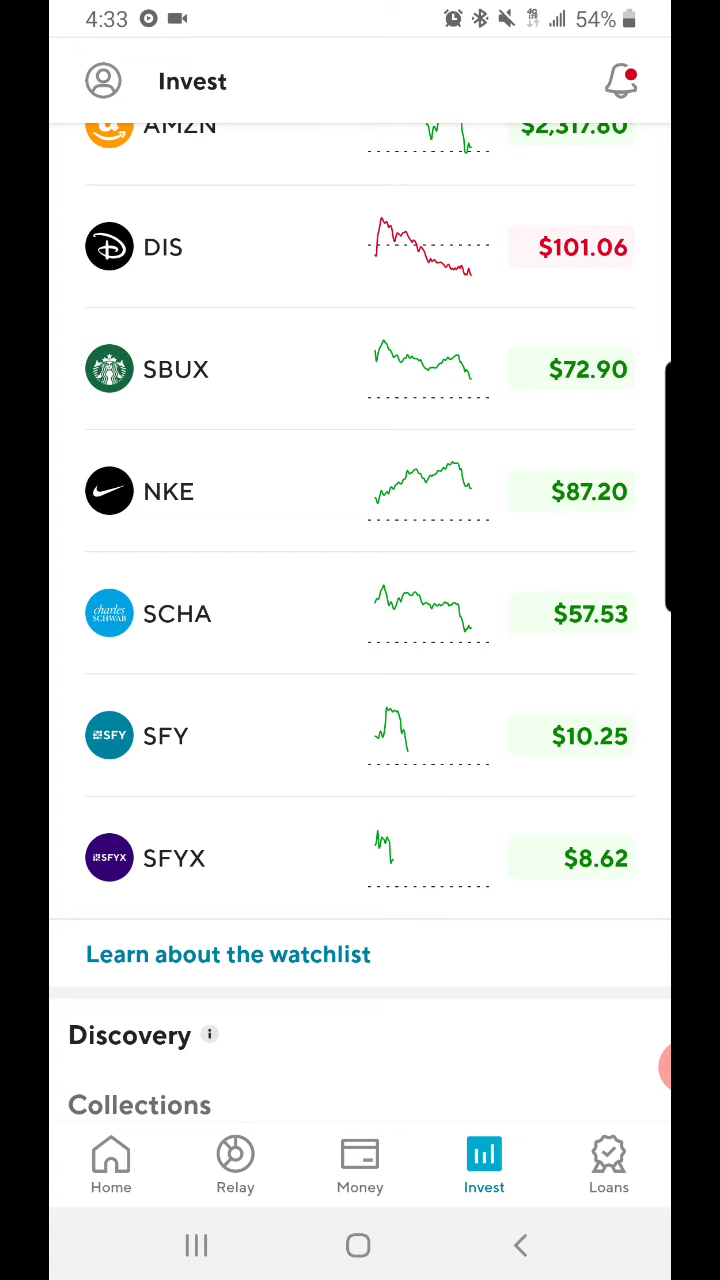 4:33 54%
Invest
AMZN $2,317.80
DIS $101.06
SBUX $72.90
NKE $87.20
charles SCHWAB SCHA $57.53
SFY SFY $10.25
SFYX SFYX $8.62
Learn about the watchlist
Discovery i
Collections
Home Relay Money Invest Loans